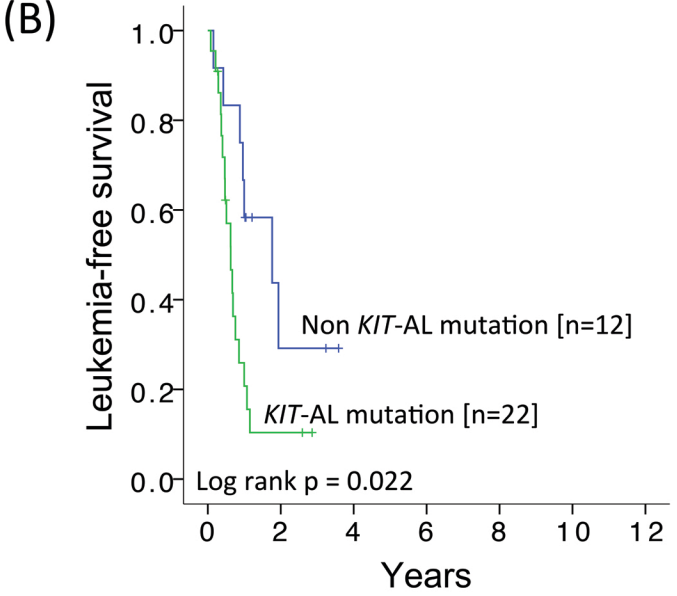 (B)
Leukemia-free survival
1.0
0.8
0.6
0.4
0.2
0.0
Non KIT-AL mutation [n=12]
KIT-AL mutation [n=22]
Log rank p = 0.022
0 2 4 6 8 10 12
Years